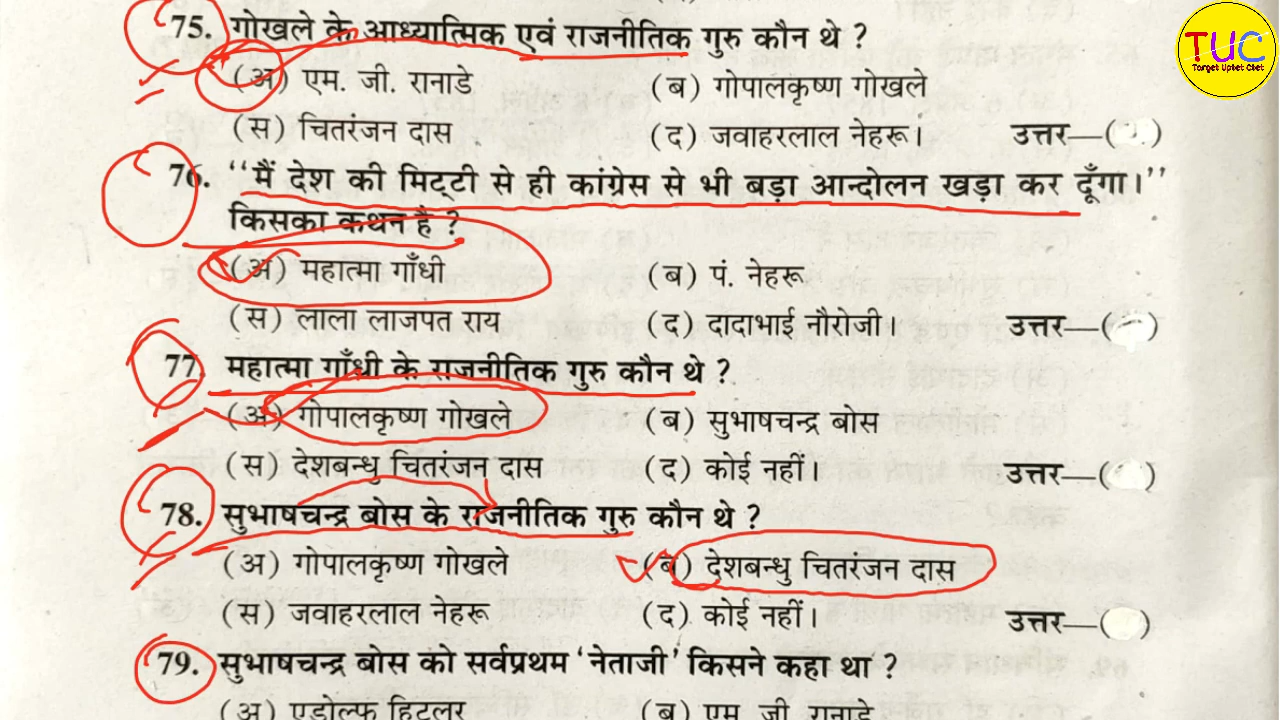 TUC
Target Uptet Ctet
75. गोखले के आध्यात्मिक एवं राजनीतिक गुरु कौन थे ?
(अ) एम. जी. रानाडे (ब) गोपालकृष्ण गोखले
(स) चितरंजन दास (द) जवाहरलाल नेहरू। उत्तर—( )
76. ‘‘मैं देश की मिट्टी से ही कांग्रेस से भी बड़ा आन्दोलन खड़ा कर दूँगा।’’
किसका कथन है ?
(अ) महात्मा गाँधी (ब) पं. नेहरू
(स) लाला लाजपत राय (द) दादाभाई नौरोजी। उत्तर—( )
77. महात्मा गाँधी के राजनीतिक गुरु कौन थे ?
(अ) गोपालकृष्ण गोखले (ब) सुभाषचन्द्र बोस
(स) देशबन्धु चितरंजन दास (द) कोई नहीं। उत्तर—( )
78. सुभाषचन्द्र बोस के राजनीतिक गुरु कौन थे ?
(अ) गोपालकृष्ण गोखले (ब) देशबन्धु चितरंजन दास
(स) जवाहरलाल नेहरू (द) कोई नहीं। उत्तर—( )
79. सुभाषचन्द्र बोस को सर्वप्रथम ‘नेताजी’ किसने कहा था ?
(अ) एडोल्फ हिटलर (ब) एम. जी. रानाडे